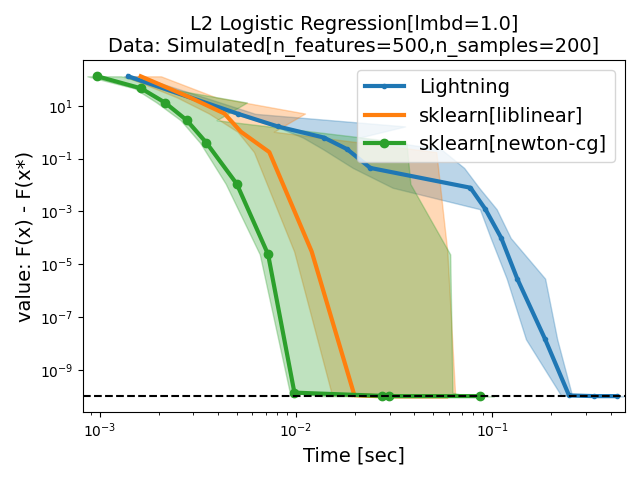 L2 Logistic Regression[lmbd=1.0]
Data: Simulated[n_features=500,n_samples=200]
value: F(x) - F(x*)
10¹
10⁻¹
10⁻³
10⁻⁵
10⁻⁷
10⁻⁹
Lightning
sklearn[liblinear]
sklearn[newton-cg]
10⁻³
10⁻²
10⁻¹
Time [sec]